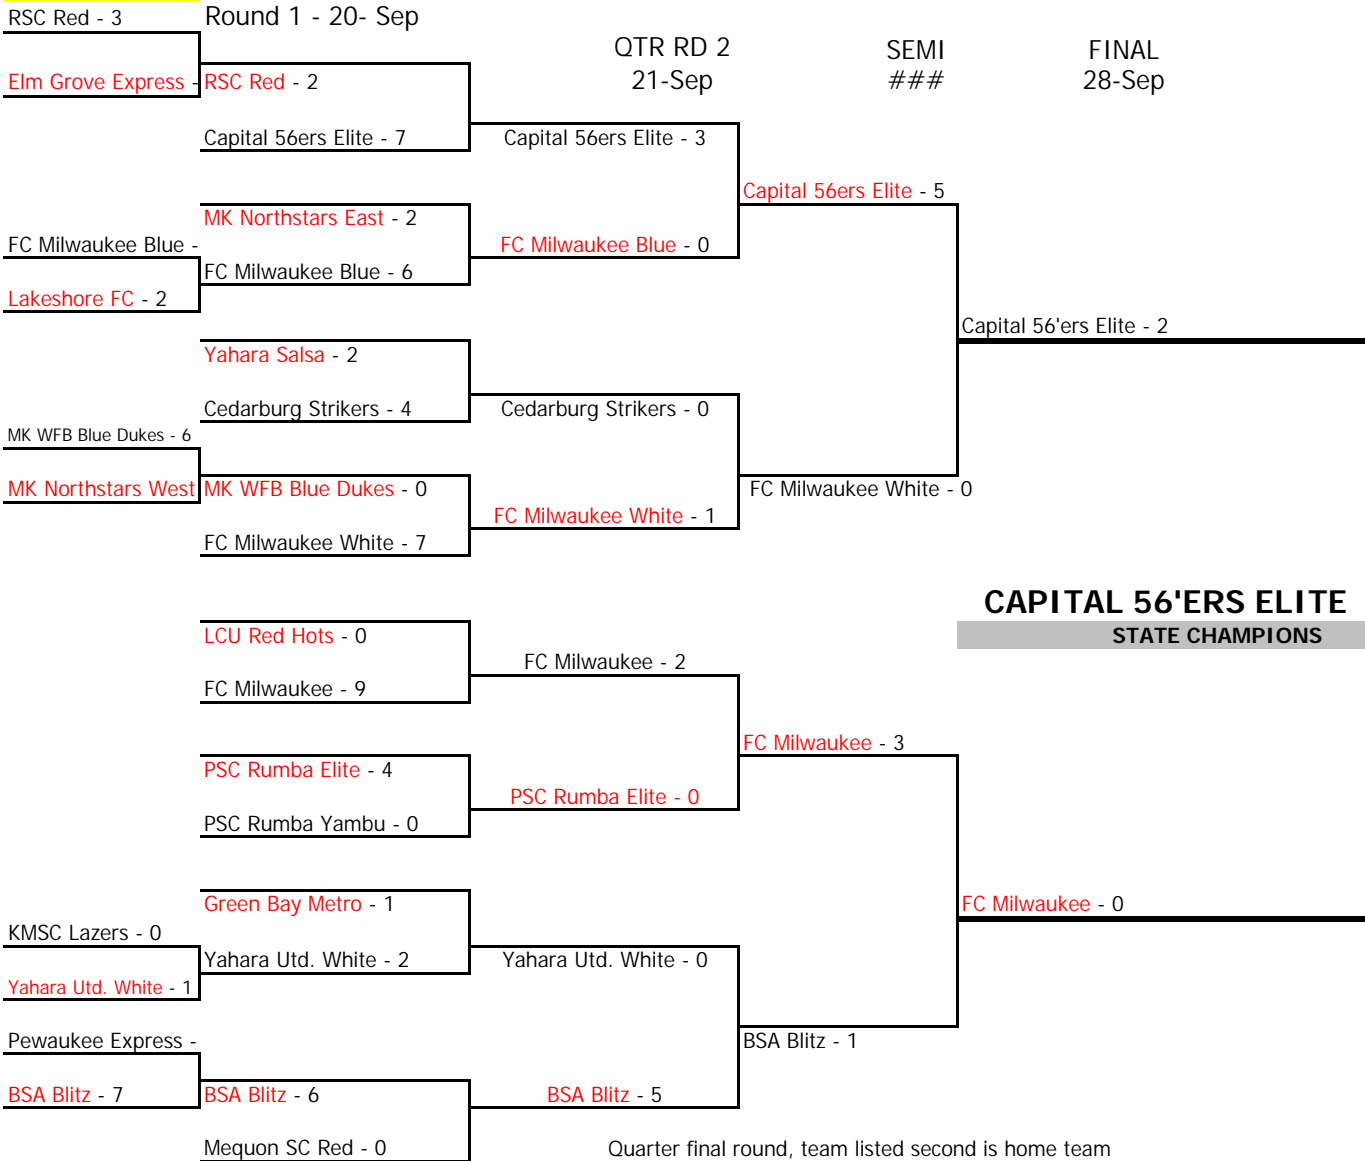 RSC Red - 3
Round 1 - 20- Sep
QTR RD 2
SEMI
FINAL
Elm Grove Express -
RSC Red - 2
21-Sep
###
28-Sep
Capital 56ers Elite - 7
Capital 56ers Elite - 3
Capital 56ers Elite - 5
MK Northstars East - 2
FC Milwaukee Blue -
FC Milwaukee Blue - 0
FC Milwaukee Blue - 6
Lakeshore FC - 2
Capital 56'ers Elite - 2
Yahara Salsa - 2
Cedarburg Strikers - 4
Cedarburg Strikers - 0
MK WFB Blue Dukes - 6
MK Northstars West
MK WFB Blue Dukes - 0
FC Milwaukee White - 0
FC Milwaukee White - 1
FC Milwaukee White - 7
CAPITAL 56'ERS ELITE
STATE CHAMPIONS
LCU Red Hots - 0
FC Milwaukee - 2
FC Milwaukee - 9
FC Milwaukee - 3
PSC Rumba Elite - 4
PSC Rumba Elite - 0
PSC Rumba Yambu - 0
Green Bay Metro - 1
FC Milwaukee - 0
KMSC Lazers - 0
Yahara Utd. White - 2
Yahara Utd. White - 0
Yahara Utd. White - 1
Pewaukee Express -
BSA Blitz - 1
BSA Blitz - 7
BSA Blitz - 6
BSA Blitz - 5
Mequon SC Red - 0
Quarter final round, team listed second is home team